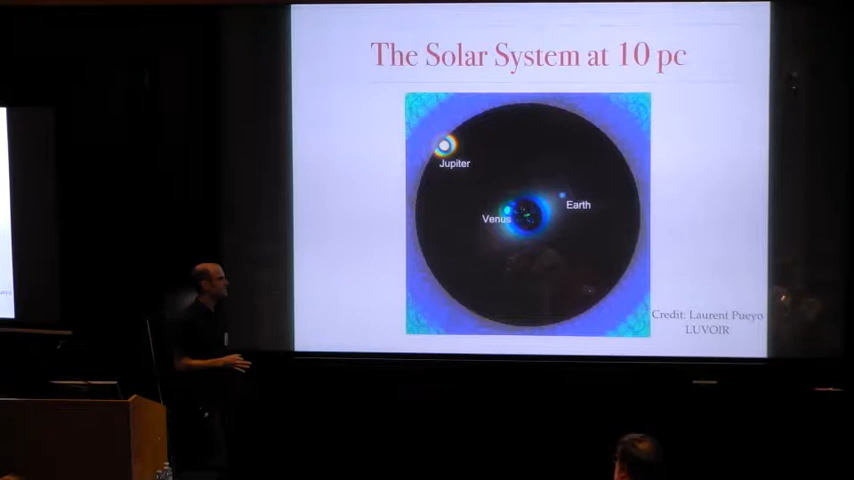 The Solar System at 10 pc
Jupiter
Earth
Venus
Credit: Laurent Pueyo
LUVOIR